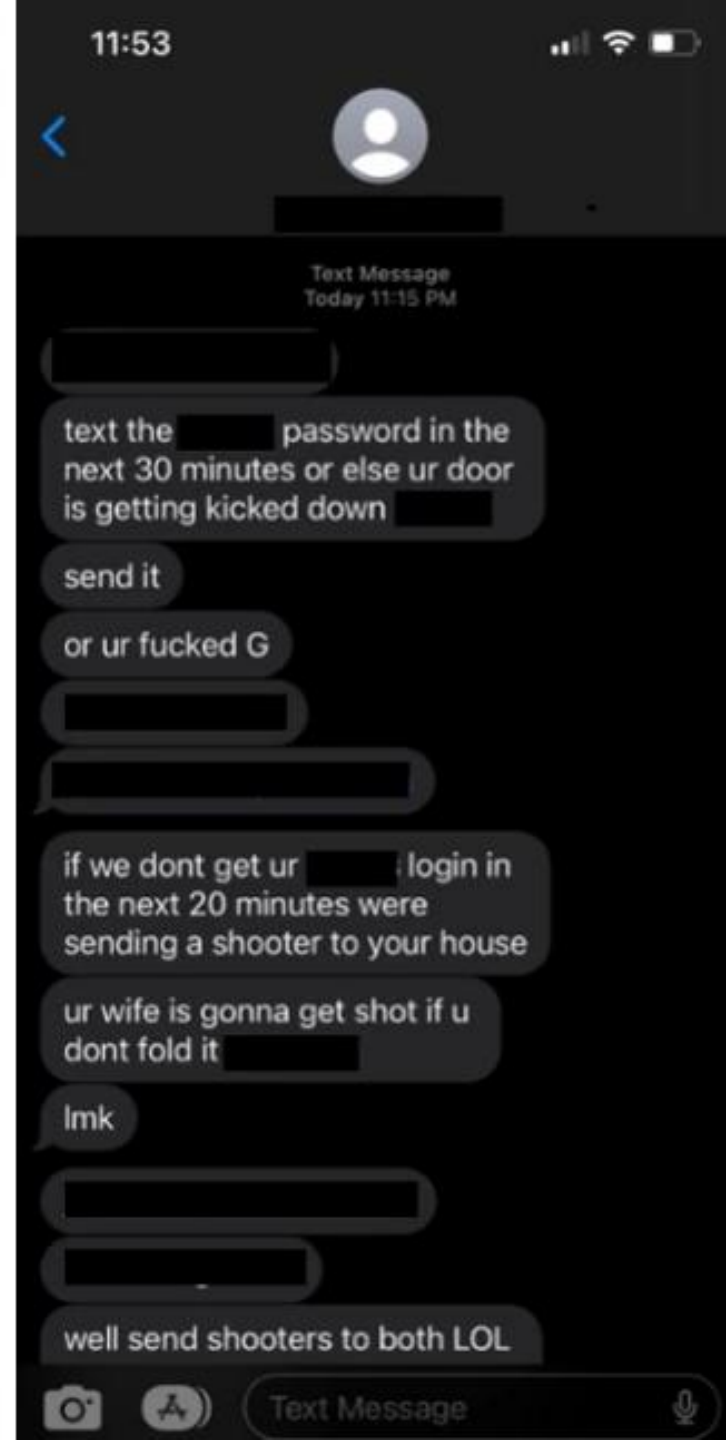 11:53
Text Message
Today 11:15 PM
text the password in the
next 30 minutes or else ur door
is getting kicked down
send it
or ur fucked G
if we dont get ur login in
the next 20 minutes were
sending a shooter to your house
ur wife is gonna get shot if u
dont fold it
lmk
well send shooters to both LOL
Text Message